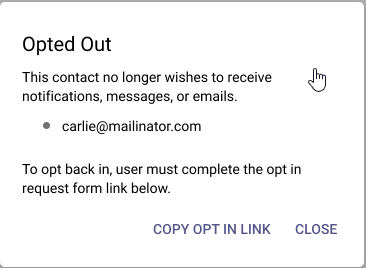 Opted Out
This contact no longer wishes to receive
notifications, messages, or emails.
carlie@mailinator.com
To opt back in, user must complete the opt in
request form link below.
COPY OPT IN LINK CLOSE